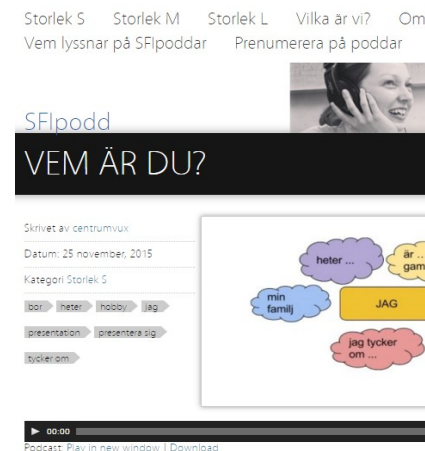 Storlek S Storlek M Storlek L Vilka är vi? Om
Vem lyssnar på SFIpoddar Prenumerera på poddar
SFIpodd
VEM ÄR DU?
Skrivet av centrumvux
Datum: 25 november, 2015
Kategori Storlek S
bor heter hobby jag
presentation presentera sig
tycker om
heter ...
är ..
gam
min
familj
JAG
jag tycker
om ...
00:00
Podcast: Play in new window | Download